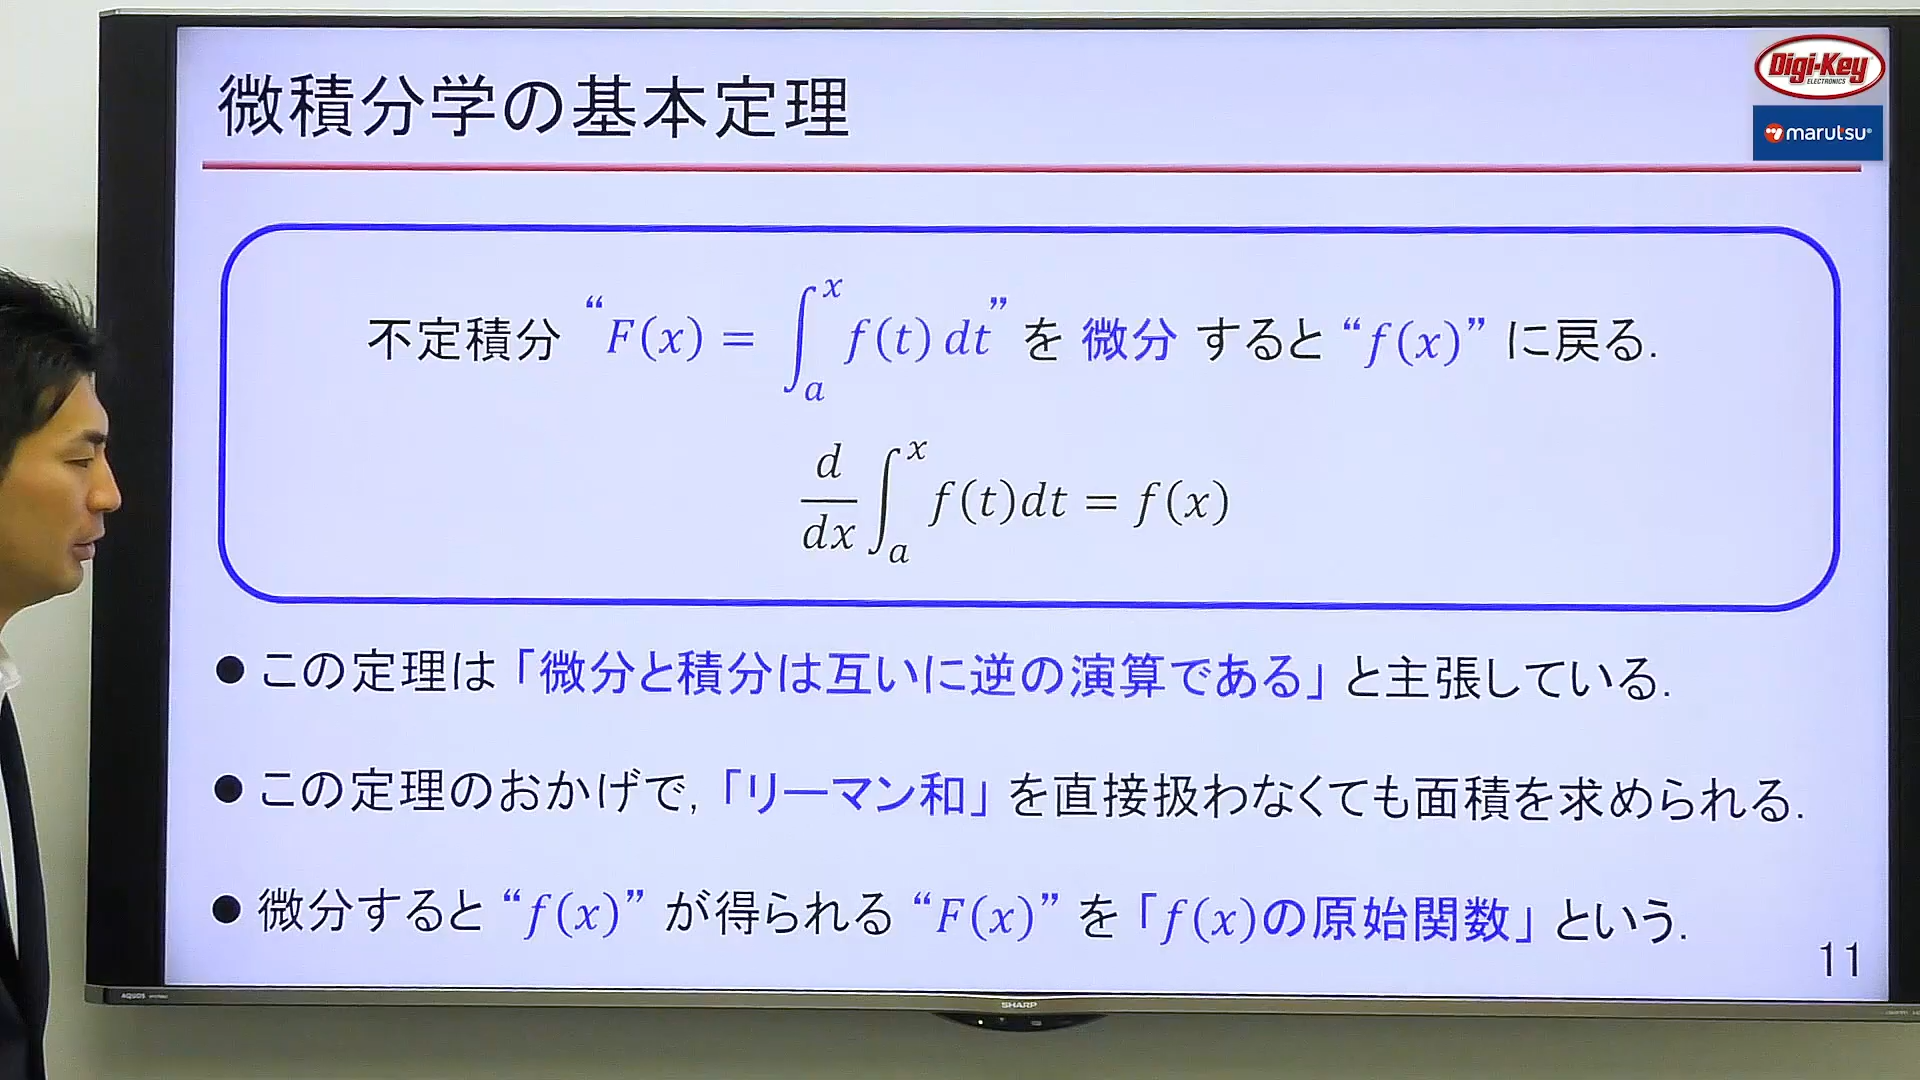 微積分学の基本定理
Digi-Key
ELECTRONICS
marutsu
不定積分 “F(x) = ∫ₐˣ f(t) dt” を 微分 すると “f(x)” に戻る.
d/dx ∫ₐˣ f(t)dt = f(x)
● この定理は「微分と積分は互いに逆の演算である」と主張している.
● この定理のおかげで,「リーマン和」を直接扱わなくても面積を求められる.
● 微分すると “f(x)” が得られる “F(x)” を「f(x)の原始関数」という.
11
AQUOS
SHARP